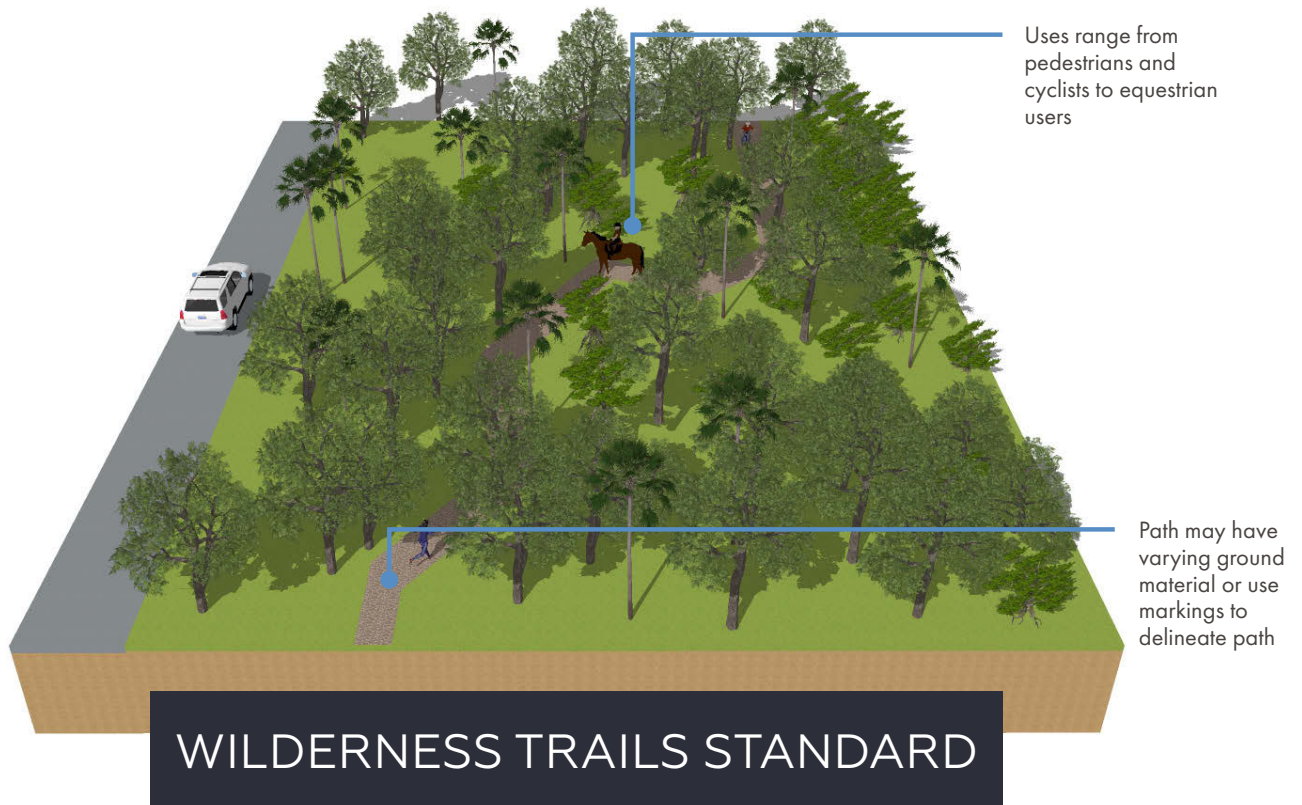 Uses range from
pedestrians and
cyclists to equestrian
users
Path may have
varying ground
material or use
markings to
delineate path
WILDERNESS TRAILS STANDARD